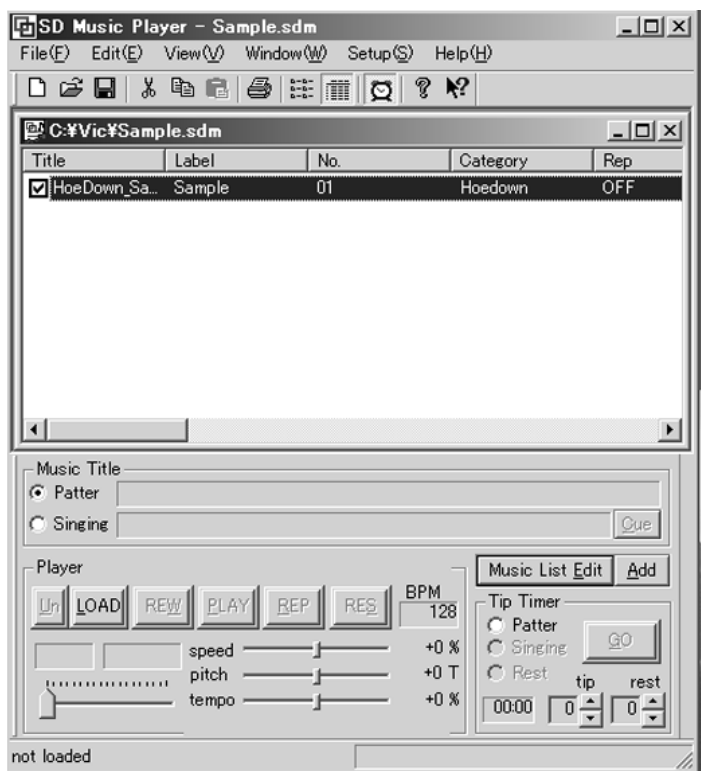 SD Music Player - Sample.sdm
File(F) Edit(E) View(V) Window(W) Setup(S) Help(H)
C:¥Vic¥Sample.sdm
Title Label No. Category Rep
HoeDown_Sa... Sample 01 Hoedown OFF
Music Title
Patter
Singing Cue
Player Music List Edit Add
Un LOAD REW PLAY REP RES BPM 128
Tip Timer
Patter
Singing GO
Rest
speed +0 %
pitch +0 T
tempo +0 %
tip rest
00:00 0 0
not loaded